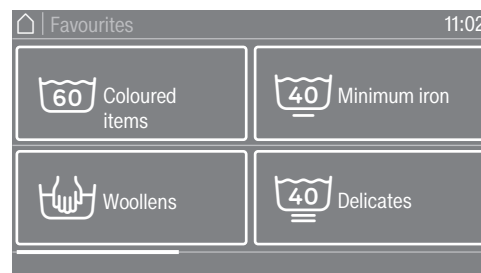 Favourites
11:02
60 Coloured
items
40 Minimum iron
Woollens
40 Delicates